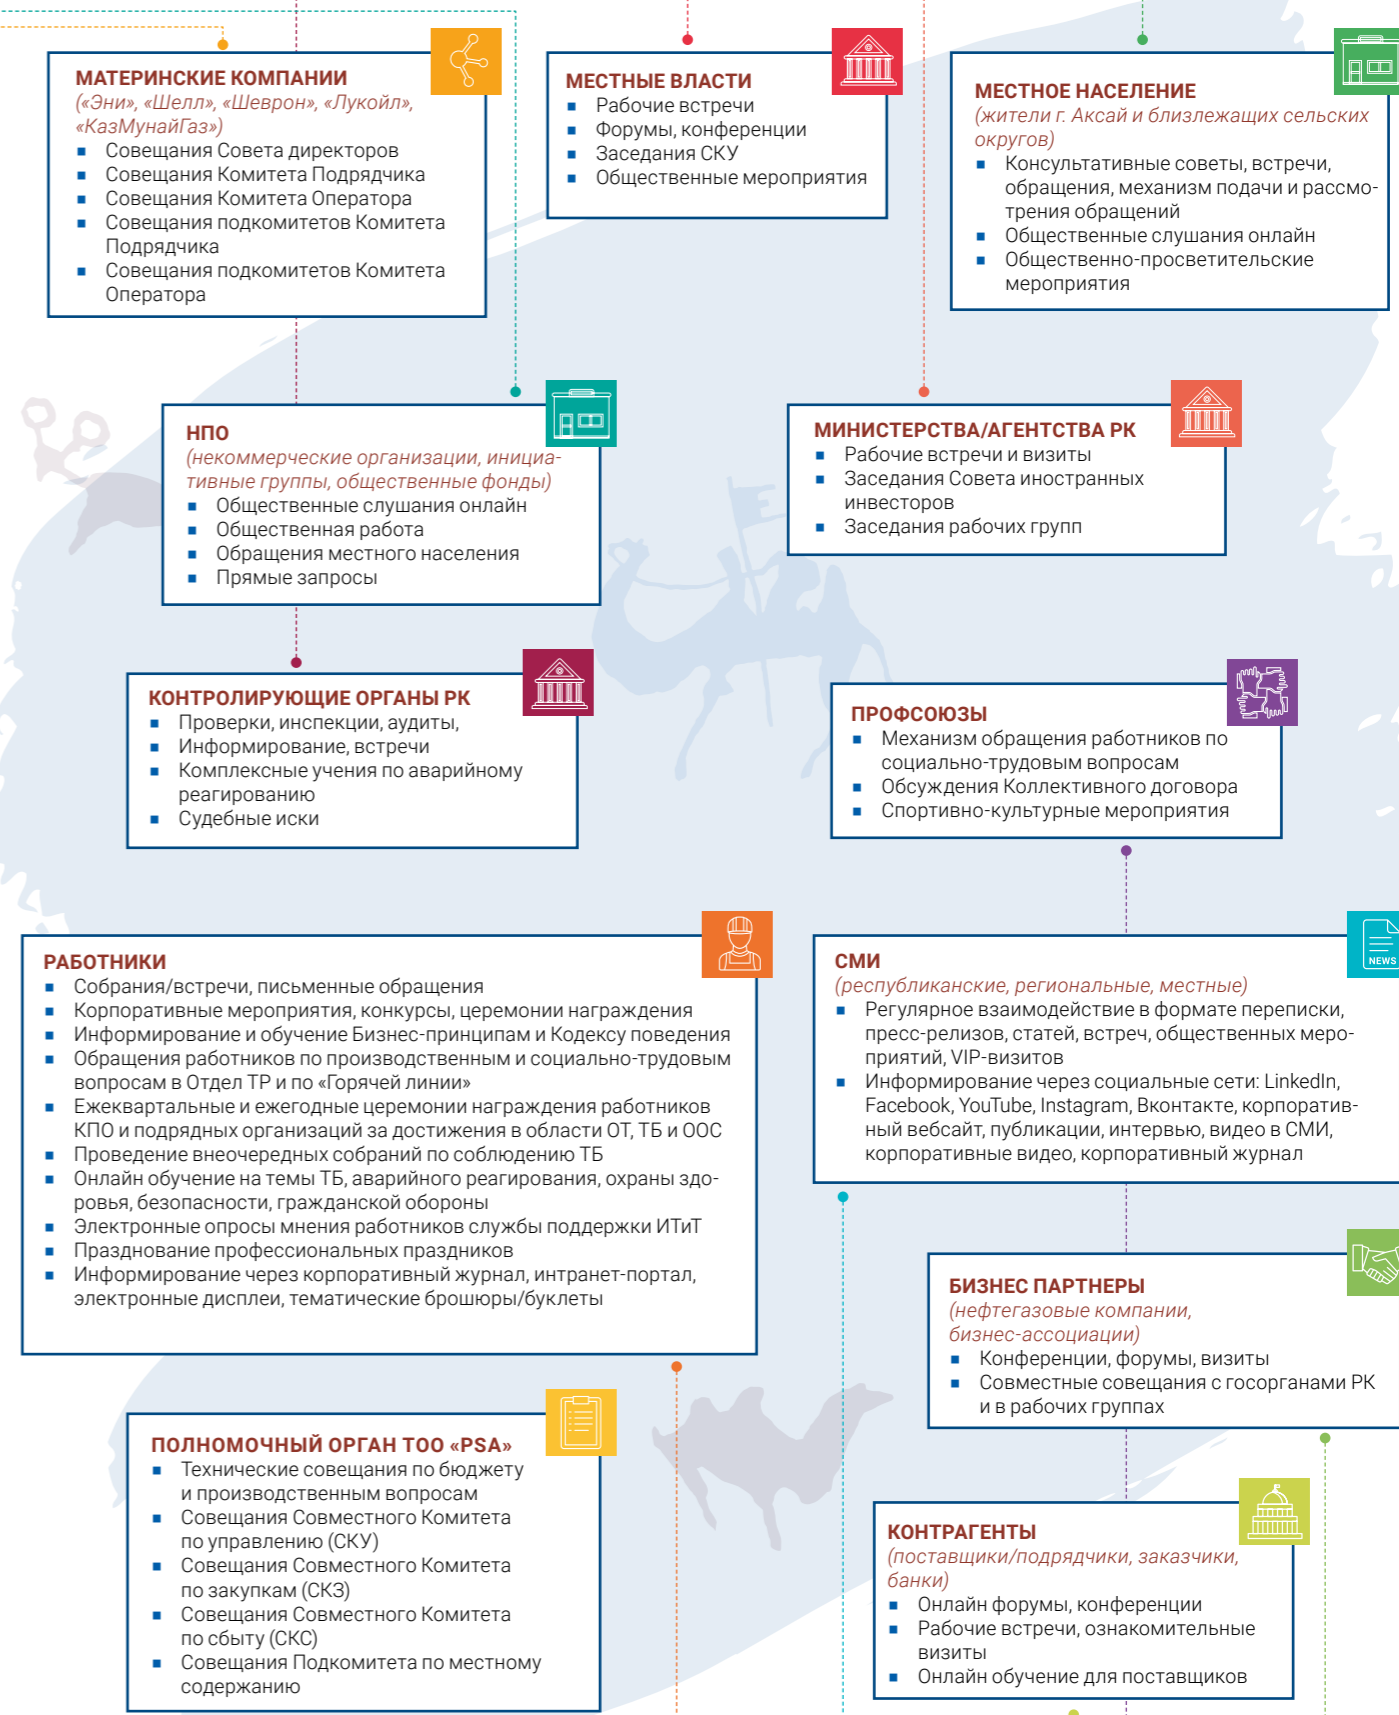 МАТЕРИНСКИЕ КОМПАНИИ
(«Эни», «Шелл», «Шеврон», «Лукойл»,
«КазМунайГаз»)
Совещания Совета директоров
Совещания Комитета Подрядчика
Совещания Комитета Оператора
Совещания подкомитетов Комитета
Подрядчика
Совещания подкомитетов Комитета
Оператора
МЕСТНЫЕ ВЛАСТИ
Рабочие встречи
Форумы, конференции
Заседания СКУ
Общественные мероприятия
МЕСТНОЕ НАСЕЛЕНИЕ
(жители г. Аксай и близлежащих сельских
округов)
Консультативные советы, встречи,
обращения, механизм подачи и рассмо-
трения обращений
Общественные слушания онлайн
Общественно-просветительские
мероприятия
НПО
(некоммерческие организации, инициа-
тивные группы, общественные фонды)
Общественные слушания онлайн
Общественная работа
Обращения местного населения
Прямые запросы
МИНИСТЕРСТВА/АГЕНТСТВА РК
Рабочие встречи и визиты
Заседания Совета иностранных
инвесторов
Заседания рабочих групп
КОНТРОЛИРУЮЩИЕ ОРГАНЫ РК
Проверки, инспекции, аудиты,
Информирование, встречи
Комплексные учения по аварийному
реагированию
Судебные иски
ПРОФСОЮЗЫ
Механизм обращения работников по
социально-трудовым вопросам
Обсуждения Коллективного договора
Спортивно-культурные мероприятия
РАБОТНИКИ
Собрания/встречи, письменные обращения
Корпоративные мероприятия, конкурсы, церемонии награждения
Информирование и обучение Бизнес-принципам и Кодексу поведения
Обращения работников по производственным и социально-трудовым
вопросам в Отдел ТР и по «Горячей линии»
Ежеквартальные и ежегодные церемонии награждения работников
КПО и подрядных организаций за достижения в области ОТ, ТБ и ООС
Проведение внеочередных собраний по соблюдению ТБ
Онлайн обучение на темы ТБ, аварийного реагирования, охраны здо-
ровья, безопасности, гражданской обороны
Электронные опросы мнения работников службы поддержки ИТиТ
Празднование профессиональных праздников
Информирование через корпоративный журнал, интранет-портал,
электронные дисплеи, тематические брошюры/буклеты
NEWS
СМИ
(республиканские, региональные, местные)
Регулярное взаимодействие в формате переписки,
пресс-релизов, статей, встреч, общественных меро-
приятий, VIP-визитов
Информирование через социальные сети: LinkedIn,
Facebook, YouTube, Instagram, Вконтакте, корпоратив-
ный вебсайт, публикации, интервью, видео в СМИ,
корпоративные видео, корпоративный журнал
БИЗНЕС ПАРТНЕРЫ
(нефтегазовые компании,
бизнес-ассоциации)
Конференции, форумы, визиты
Совместные совещания с госорганами РК
и в рабочих группах
ПОЛНОМОЧНЫЙ ОРГАН ТОО «PSA»
Технические совещания по бюджету
и производственным вопросам
Совещания Совместного Комитета
по управлению (СКУ)
Совещания Совместного Комитета
по закупкам (СКЗ)
Совещания Совместного Комитета
по сбыту (СКС)
Совещания Подкомитета по местному
содержанию
КОНТРАГЕНТЫ
(поставщики/подрядчики, заказчики,
банки)
Онлайн форумы, конференции
Рабочие встречи, ознакомительные
визиты
Онлайн обучение для поставщиков